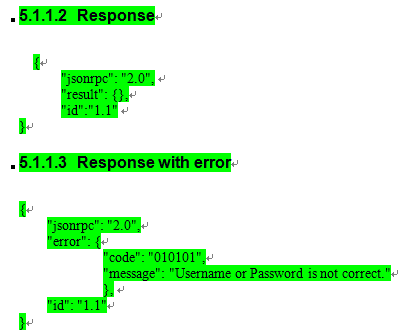 5.1.1.2 Response
{
"jsonrpc": "2.0",
"result": {},
"id":"1.1"
}
5.1.1.3 Response with error
{
"jsonrpc": "2.0",
"error": {
"code": "010101",
"message": "Username or Password is not correct."
},
"id": "1.1"
}